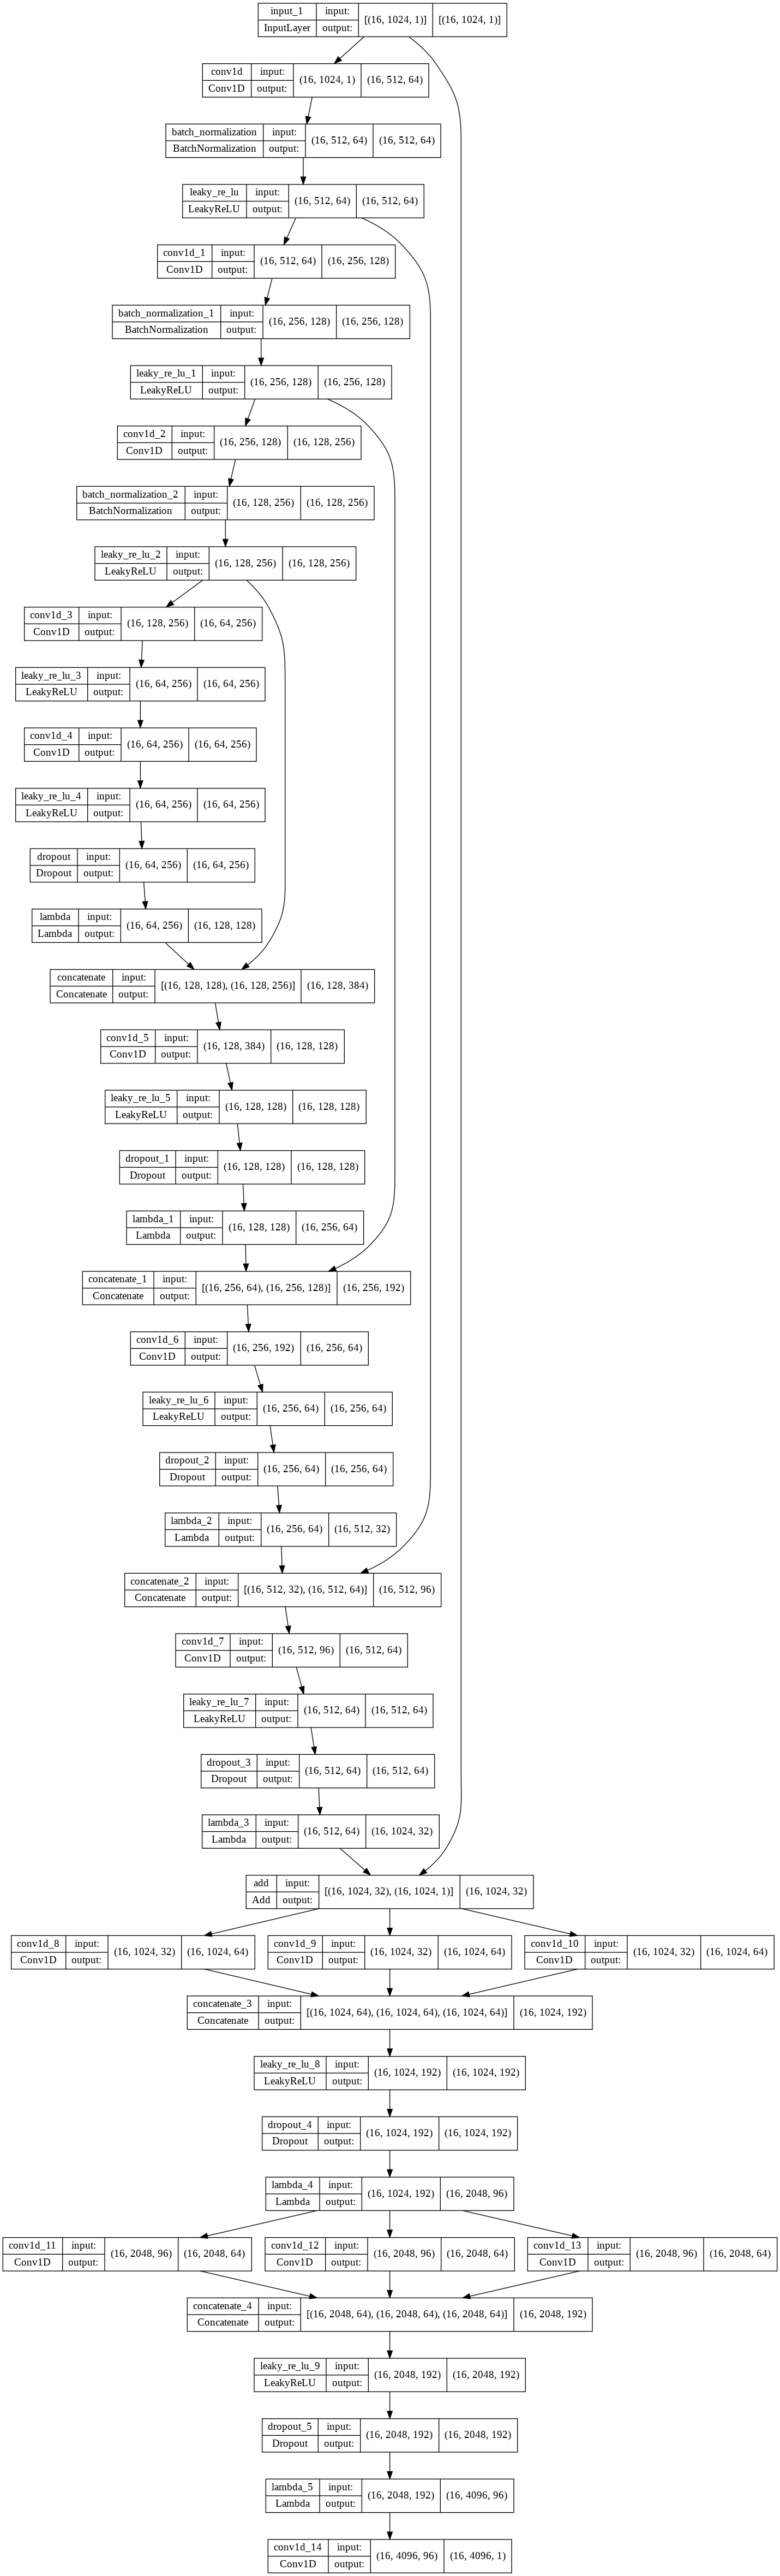 input_1 input: [(16, 1024, 1)] [(16, 1024, 1)]
InputLayer output:
conv1d input: (16, 1024, 1) (16, 512, 64)
Conv1D output:
batch_normalization input: (16, 512, 64) (16, 512, 64)
BatchNormalization output:
leaky_re_lu input: (16, 512, 64) (16, 512, 64)
LeakyReLU output:
conv1d_1 input: (16, 512, 64) (16, 256, 128)
Conv1D output:
batch_normalization_1 input: (16, 256, 128) (16, 256, 128)
BatchNormalization output:
leaky_re_lu_1 input: (16, 256, 128) (16, 256, 128)
LeakyReLU output:
conv1d_2 input: (16, 256, 128) (16, 128, 256)
Conv1D output:
batch_normalization_2 input: (16, 128, 256) (16, 128, 256)
BatchNormalization output:
leaky_re_lu_2 input: (16, 128, 256) (16, 128, 256)
LeakyReLU output:
conv1d_3 input: (16, 128, 256) (16, 64, 256)
Conv1D output:
leaky_re_lu_3 input: (16, 64, 256) (16, 64, 256)
LeakyReLU output:
conv1d_4 input: (16, 64, 256) (16, 64, 256)
Conv1D output:
leaky_re_lu_4 input: (16, 64, 256) (16, 64, 256)
LeakyReLU output:
dropout input: (16, 64, 256) (16, 64, 256)
Dropout output:
lambda input: (16, 64, 256) (16, 128, 128)
Lambda output:
concatenate input: [(16, 128, 128), (16, 128, 256)] (16, 128, 384)
Concatenate output:
conv1d_5 input: (16, 128, 384) (16, 128, 128)
Conv1D output:
leaky_re_lu_5 input: (16, 128, 128) (16, 128, 128)
LeakyReLU output:
dropout_1 input: (16, 128, 128) (16, 128, 128)
Dropout output:
lambda_1 input: (16, 128, 128) (16, 256, 64)
Lambda output:
concatenate_1 input: [(16, 256, 64), (16, 256, 128)] (16, 256, 192)
Concatenate output:
conv1d_6 input: (16, 256, 192) (16, 256, 64)
Conv1D output:
leaky_re_lu_6 input: (16, 256, 64) (16, 256, 64)
LeakyReLU output:
dropout_2 input: (16, 256, 64) (16, 256, 64)
Dropout output:
lambda_2 input: (16, 256, 64) (16, 512, 32)
Lambda output:
concatenate_2 input: [(16, 512, 32), (16, 512, 64)] (16, 512, 96)
Concatenate output:
conv1d_7 input: (16, 512, 96) (16, 512, 64)
Conv1D output:
leaky_re_lu_7 input: (16, 512, 64) (16, 512, 64)
LeakyReLU output:
dropout_3 input: (16, 512, 64) (16, 512, 64)
Dropout output:
lambda_3 input: (16, 512, 64) (16, 1024, 32)
Lambda output:
add input: [(16, 1024, 32), (16, 1024, 1)] (16, 1024, 32)
Add output:
conv1d_8 input: (16, 1024, 32) (16, 1024, 64) conv1d_9 input: (16, 1024, 32) (16, 1024, 64) conv1d_10 input: (16, 1024, 32) (16, 1024, 64)
Conv1D output: Conv1D output: Conv1D output:
concatenate_3 input: [(16, 1024, 64), (16, 1024, 64), (16, 1024, 64)] (16, 1024, 192)
Concatenate output:
leaky_re_lu_8 input: (16, 1024, 192) (16, 1024, 192)
LeakyReLU output:
dropout_4 input: (16, 1024, 192) (16, 1024, 192)
Dropout output:
lambda_4 input: (16, 1024, 192) (16, 2048, 96)
Lambda output:
conv1d_11 input: (16, 2048, 96) (16, 2048, 64) conv1d_12 input: (16, 2048, 96) (16, 2048, 64) conv1d_13 input: (16, 2048, 96) (16, 2048, 64)
Conv1D output: Conv1D output: Conv1D output:
concatenate_4 input: [(16, 2048, 64), (16, 2048, 64), (16, 2048, 64)] (16, 2048, 192)
Concatenate output:
leaky_re_lu_9 input: (16, 2048, 192) (16, 2048, 192)
LeakyReLU output:
dropout_5 input: (16, 2048, 192) (16, 2048, 192)
Dropout output:
lambda_5 input: (16, 2048, 192) (16, 4096, 96)
Lambda output:
conv1d_14 input: (16, 4096, 96) (16, 4096, 1)
Conv1D output: